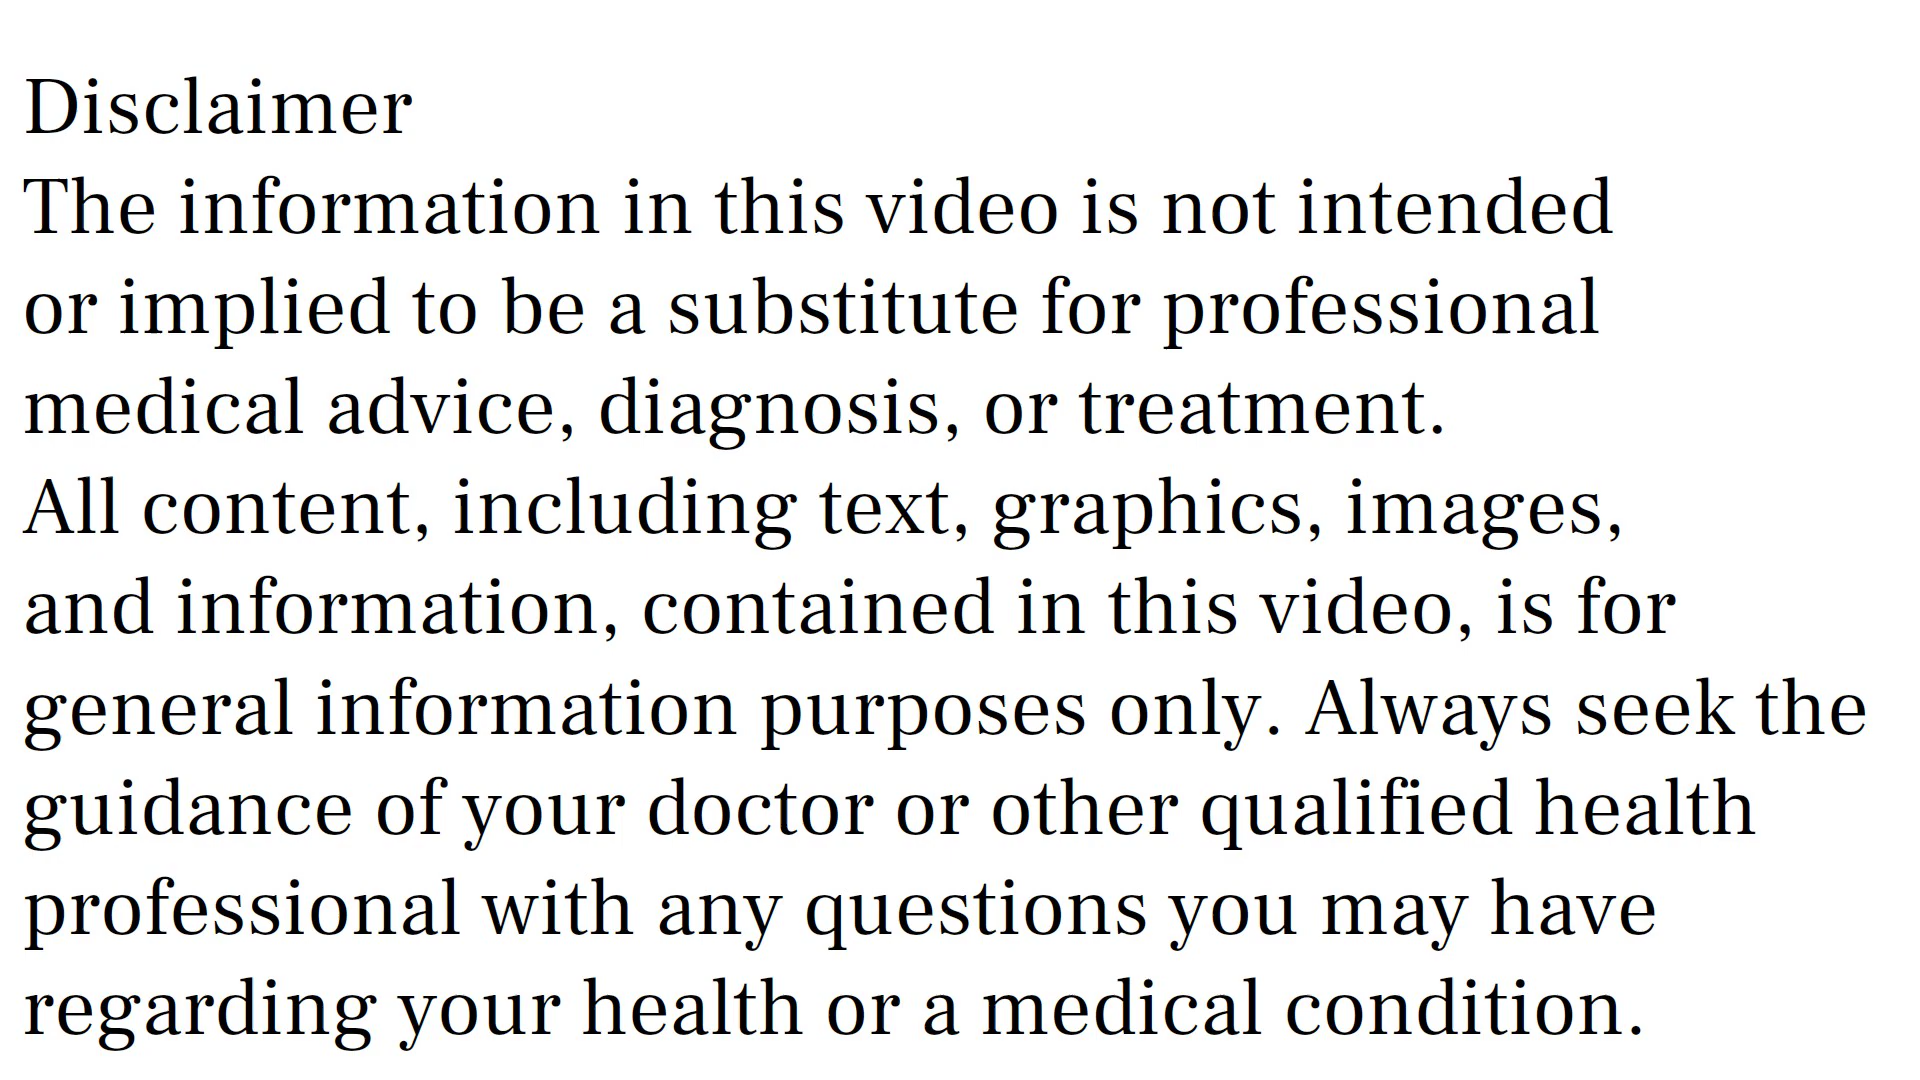 Disclaimer
The information in this video is not intended
or implied to be a substitute for professional
medical advice, diagnosis, or treatment.
All content, including text, graphics, images,
and information, contained in this video, is for
general information purposes only. Always seek the
guidance of your doctor or other qualified health
professional with any questions you may have
regarding your health or a medical condition.